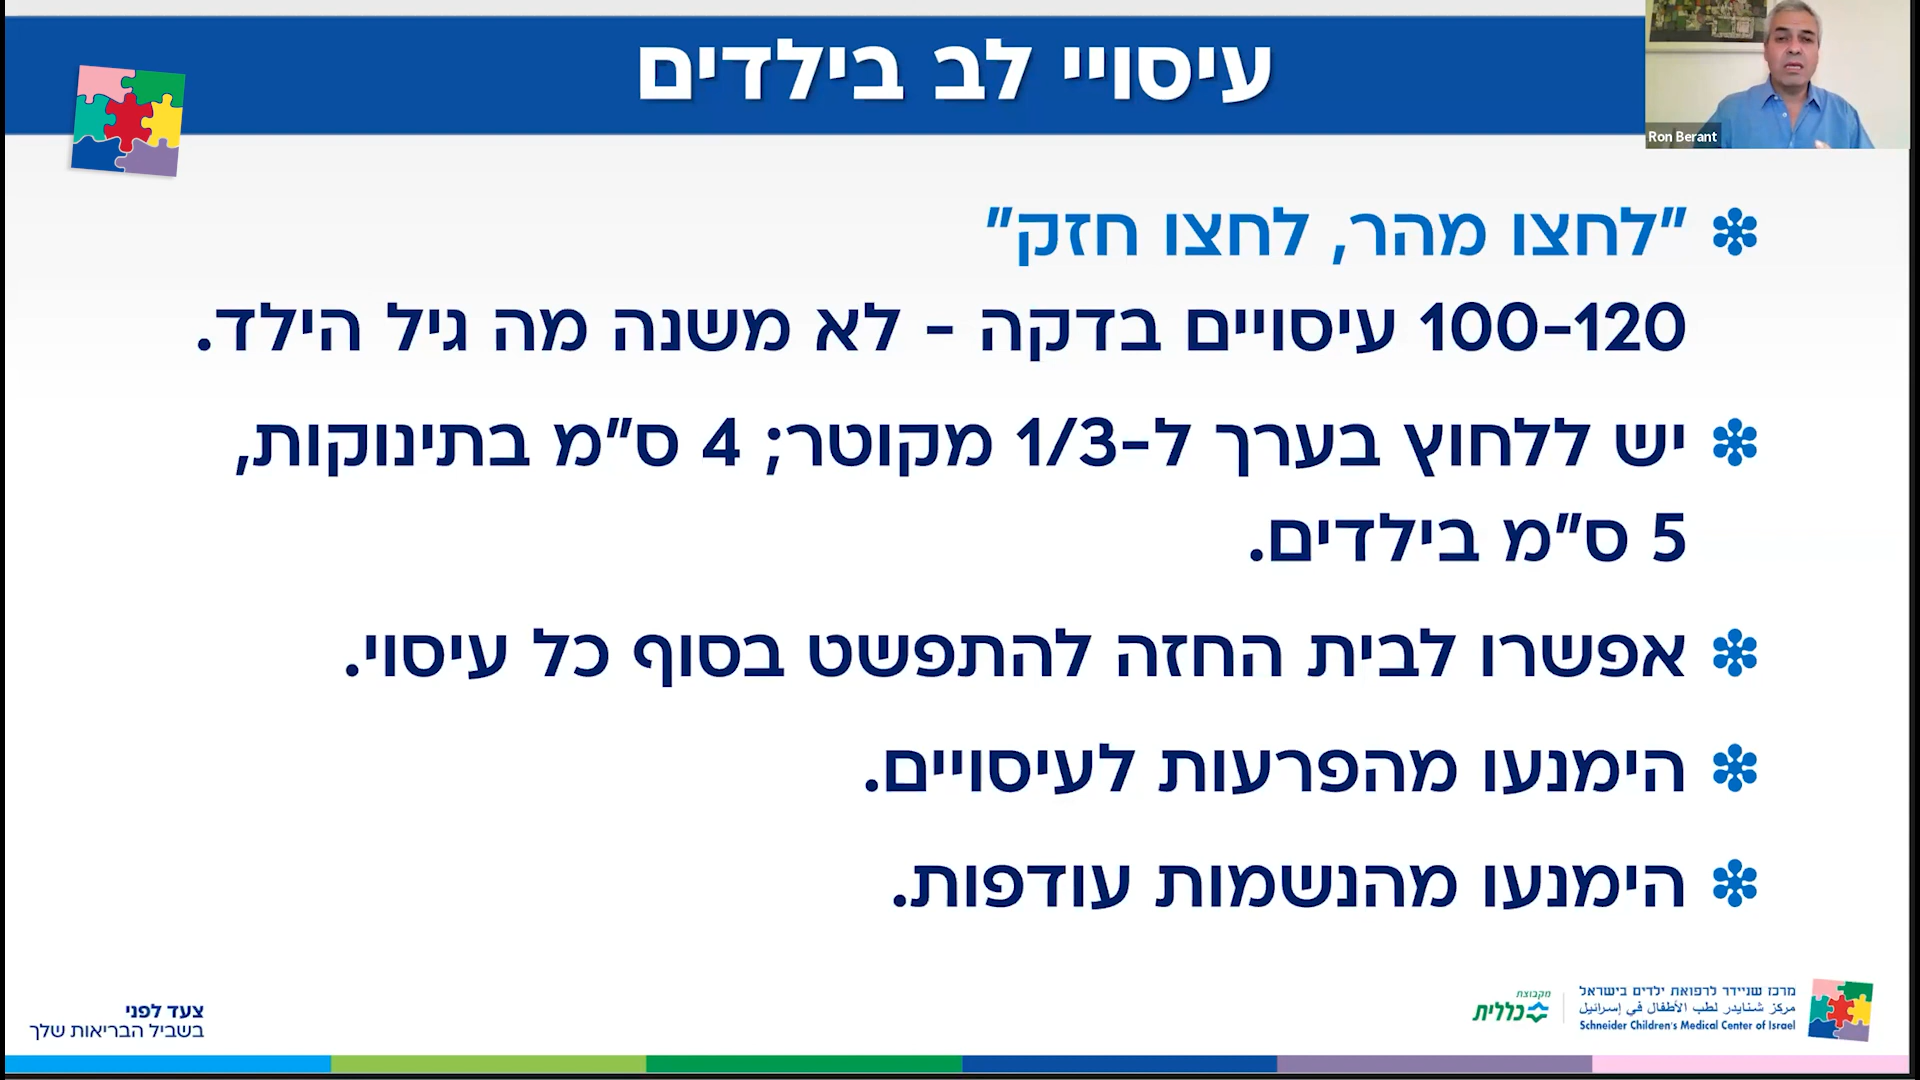 עיסויי לב בילדים
Ron Berant
"לחצו מהר, לחצו חזק"
100-120 עיסויים בדקה - לא משנה מה גיל הילד.
יש ללחוץ בערך ל-1/3 מקוטר; 4 ס"מ בתינוקות,
5 ס"מ בילדים.
אפשרו לבית החזה להתפשט בסוף כל עיסוי.
הימנעו מהפרעות לעיסויים.
הימנעו מהנשמות עודפות.
מרכז שניידר לרפואת ילדים בישראל
مركز شنايدر لطب الأطفال في إسرائيل
Schneider Children's Medical Center of Israel
מקבוצת
כללית
צעד לפני
בשביל הבריאות שלך